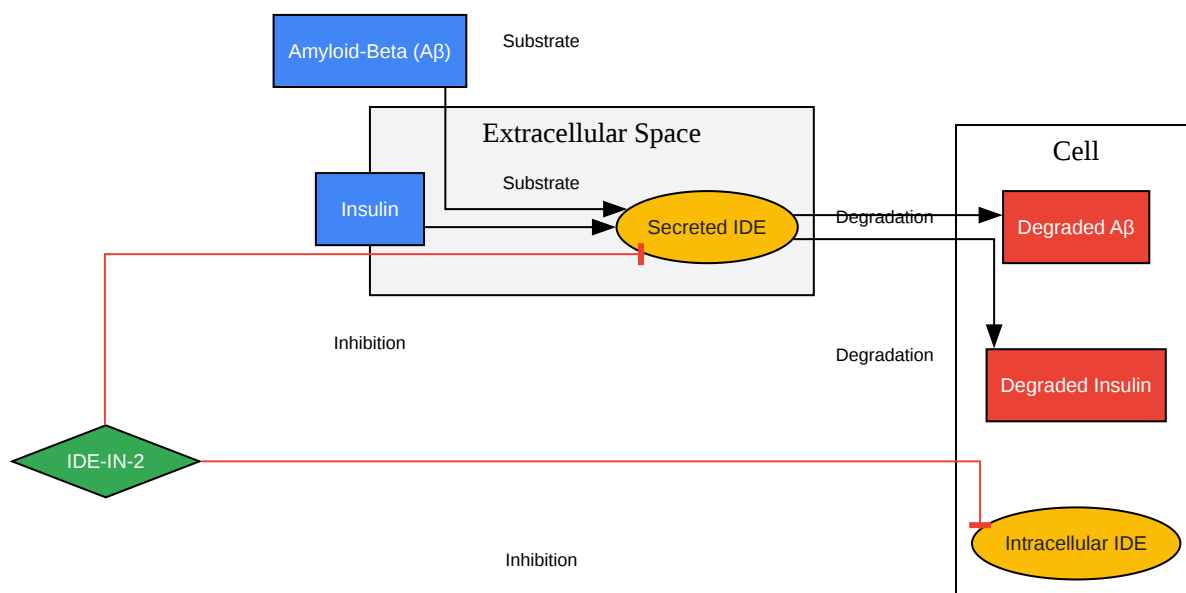 Amyloid-Beta (Aβ)
Substrate
Extracellular Space
Cell
Substrate
Insulin
Secreted IDE
Degradation
Degraded Aβ
Inhibition
Degradation
Degraded Insulin
IDE-IN-2
Intracellular IDE
Inhibition